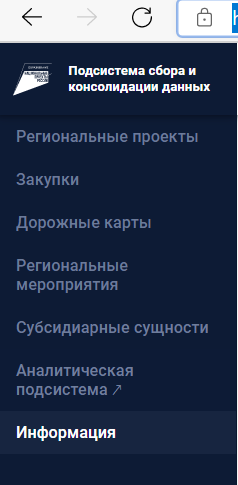 Подсистема сбора и
консолидации данных
Региональные проекты
Закупки
Дорожные карты
Региональные
мероприятия
Субсидиарные сущности
Аналитическая
подсистема ↗
Информация